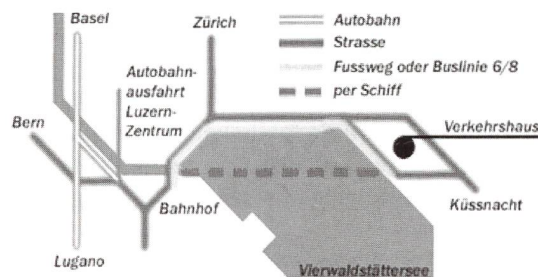 Basel
Zürich
Autobahn
Strasse
Fussweg oder Buslinie 6/8
per Schiff
Autobahn-
ausfahrt
Luzern-
Zentrum
Bern
Verkehrshaus
Bahnhof
Küssnacht
Lugano
Vierwaldstättersee